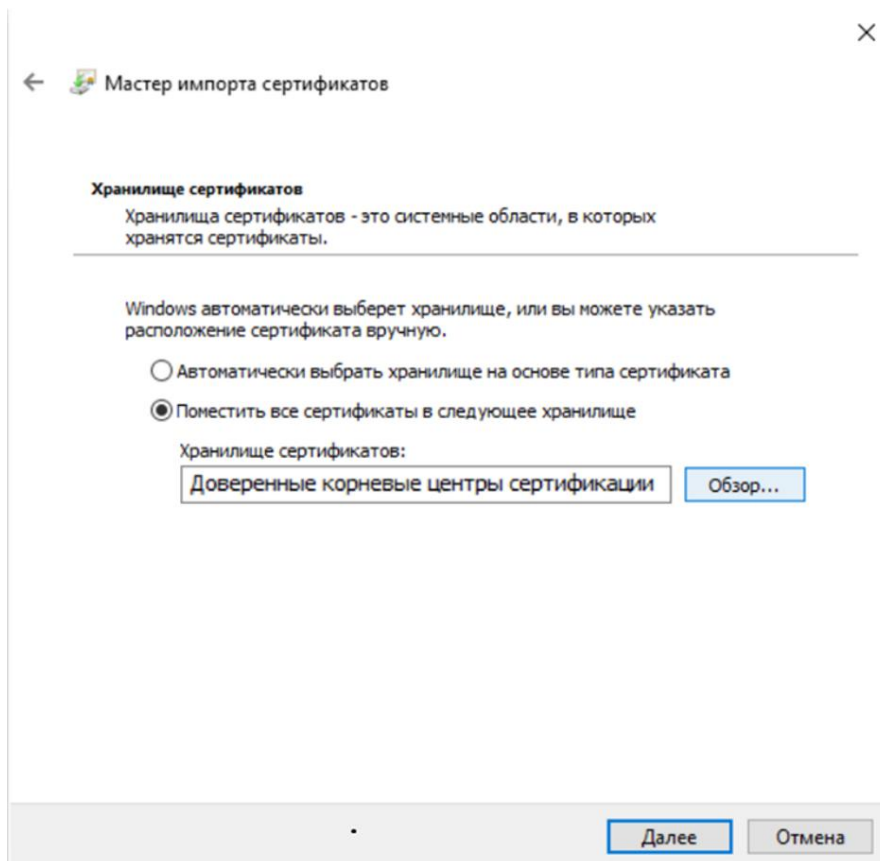 Мастер импорта сертификатов
Хранилище сертификатов
Хранилища сертификатов - это системные области, в которых
хранятся сертификаты.
Windows автоматически выберет хранилище, или вы можете указать
расположение сертификата вручную.
Автоматически выбрать хранилище на основе типа сертификата
Поместить все сертификаты в следующее хранилище
Хранилище сертификатов:
Доверенные корневые центры сертификации Обзор...
Далее Отмена